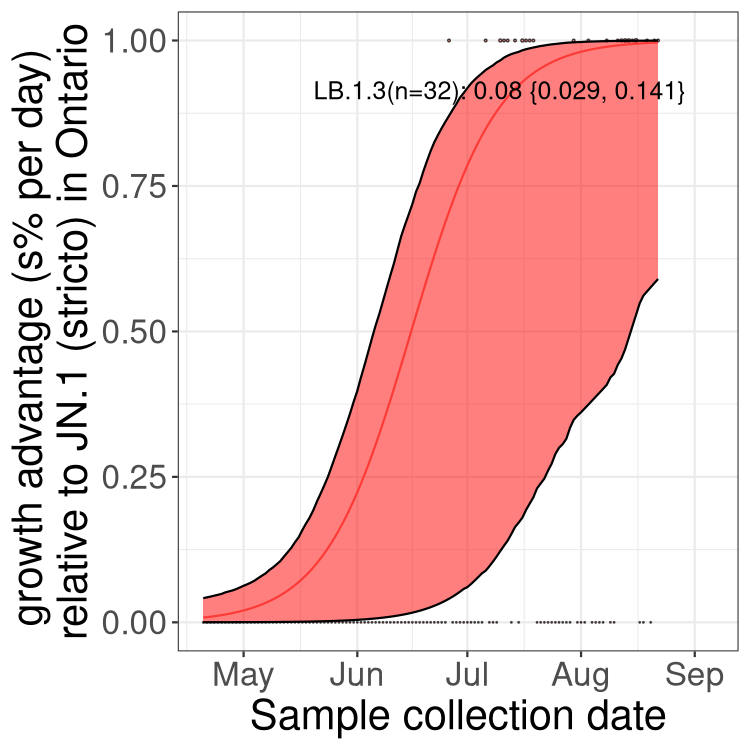 growth advantage (s% per day)
relative to JN.1 (stricto) in Ontario
1.00
0.75
0.50
0.25
0.00
LB.1.3(n=32): 0.08 {0.029, 0.141}
May Jun Jul Aug Sep
Sample collection date